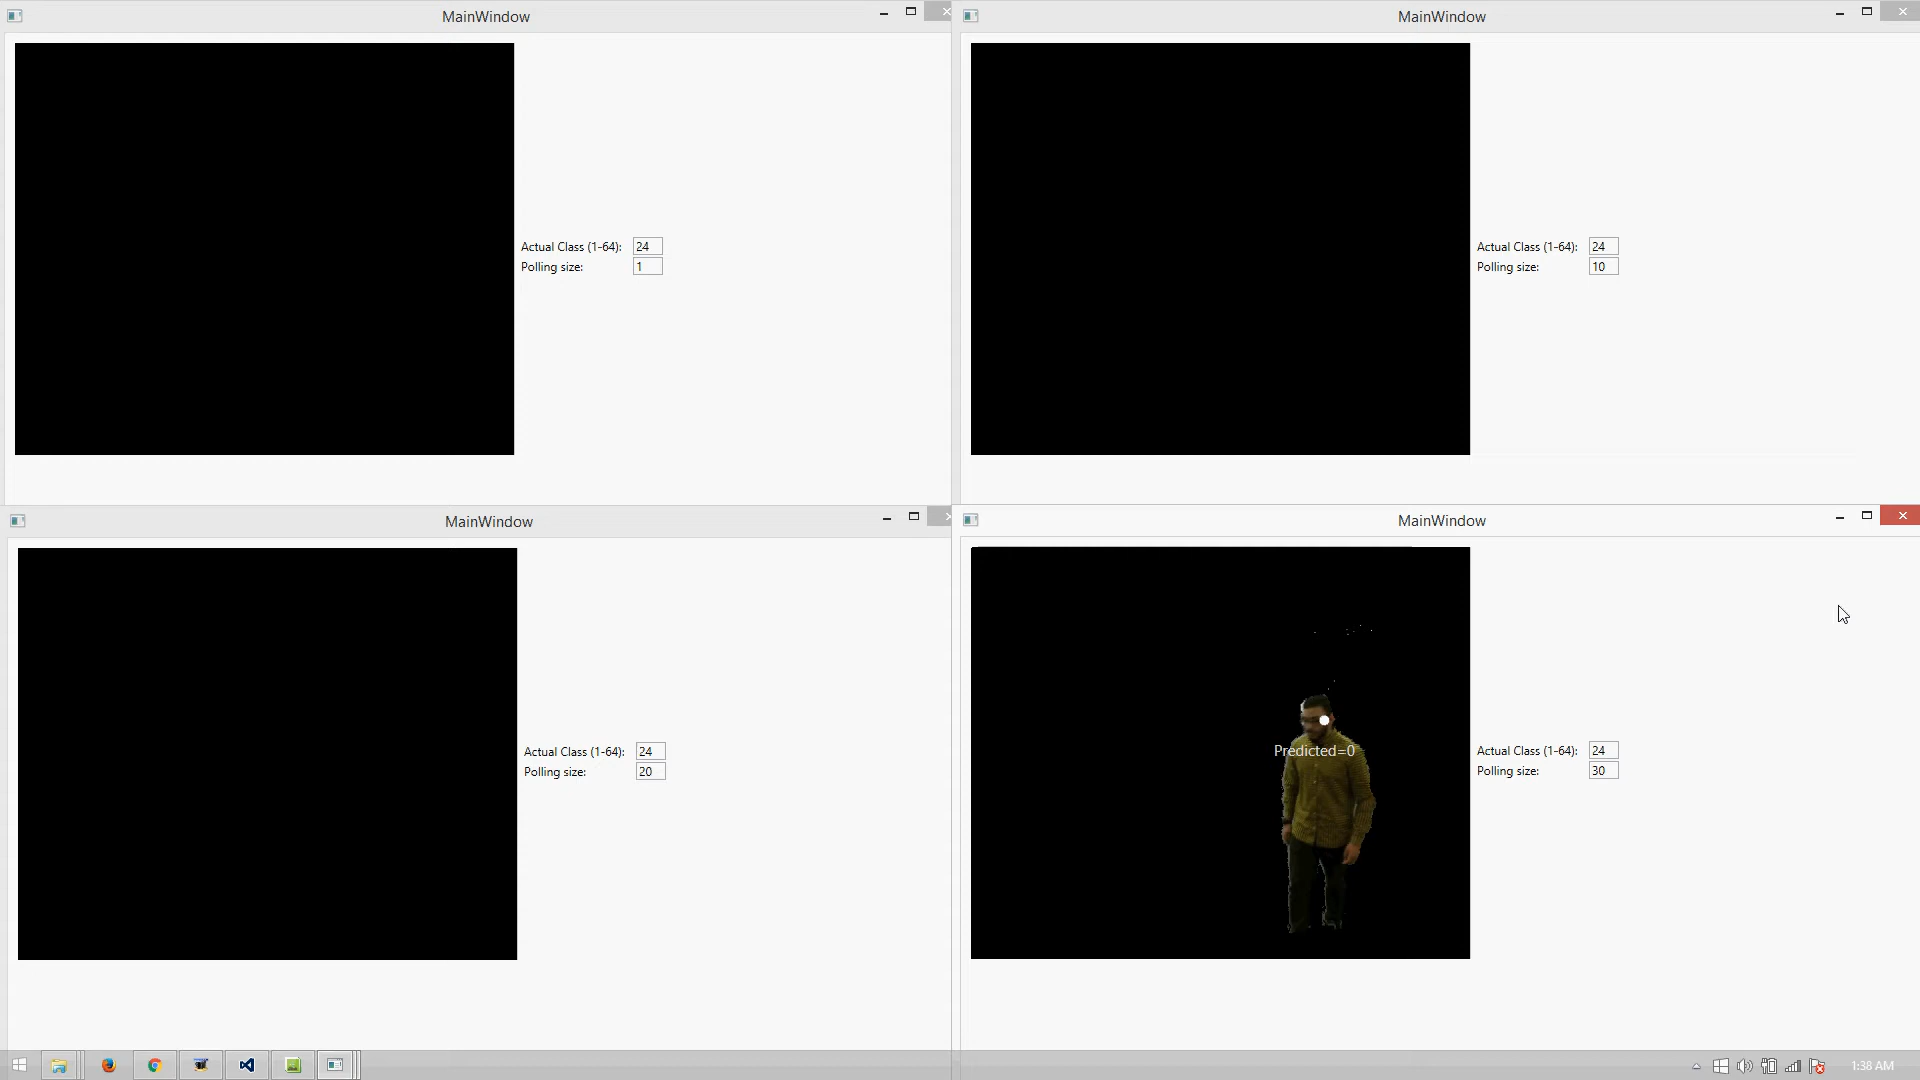 MainWindow
Actual Class (1-64): 24
Polling size: 1
MainWindow
Actual Class (1-64): 24
Polling size: 10
MainWindow
Actual Class (1-64): 24
Polling size: 20
MainWindow
Predicted=0
Actual Class (1-64): 24
Polling size: 30
1:38 AM